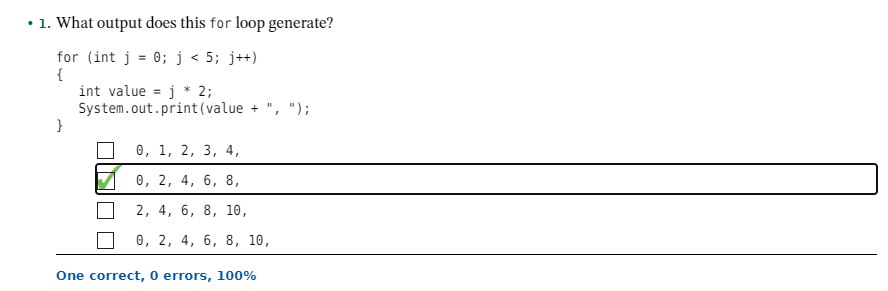 • 1. What output does this for loop generate?
for (int j = 0; j < 5; j++)
{
   int value = j * 2;
   System.out.print(value + ", ");
}
0, 1, 2, 3, 4,
0, 2, 4, 6, 8,
2, 4, 6, 8, 10,
0, 2, 4, 6, 8, 10,
One correct, 0 errors, 100%